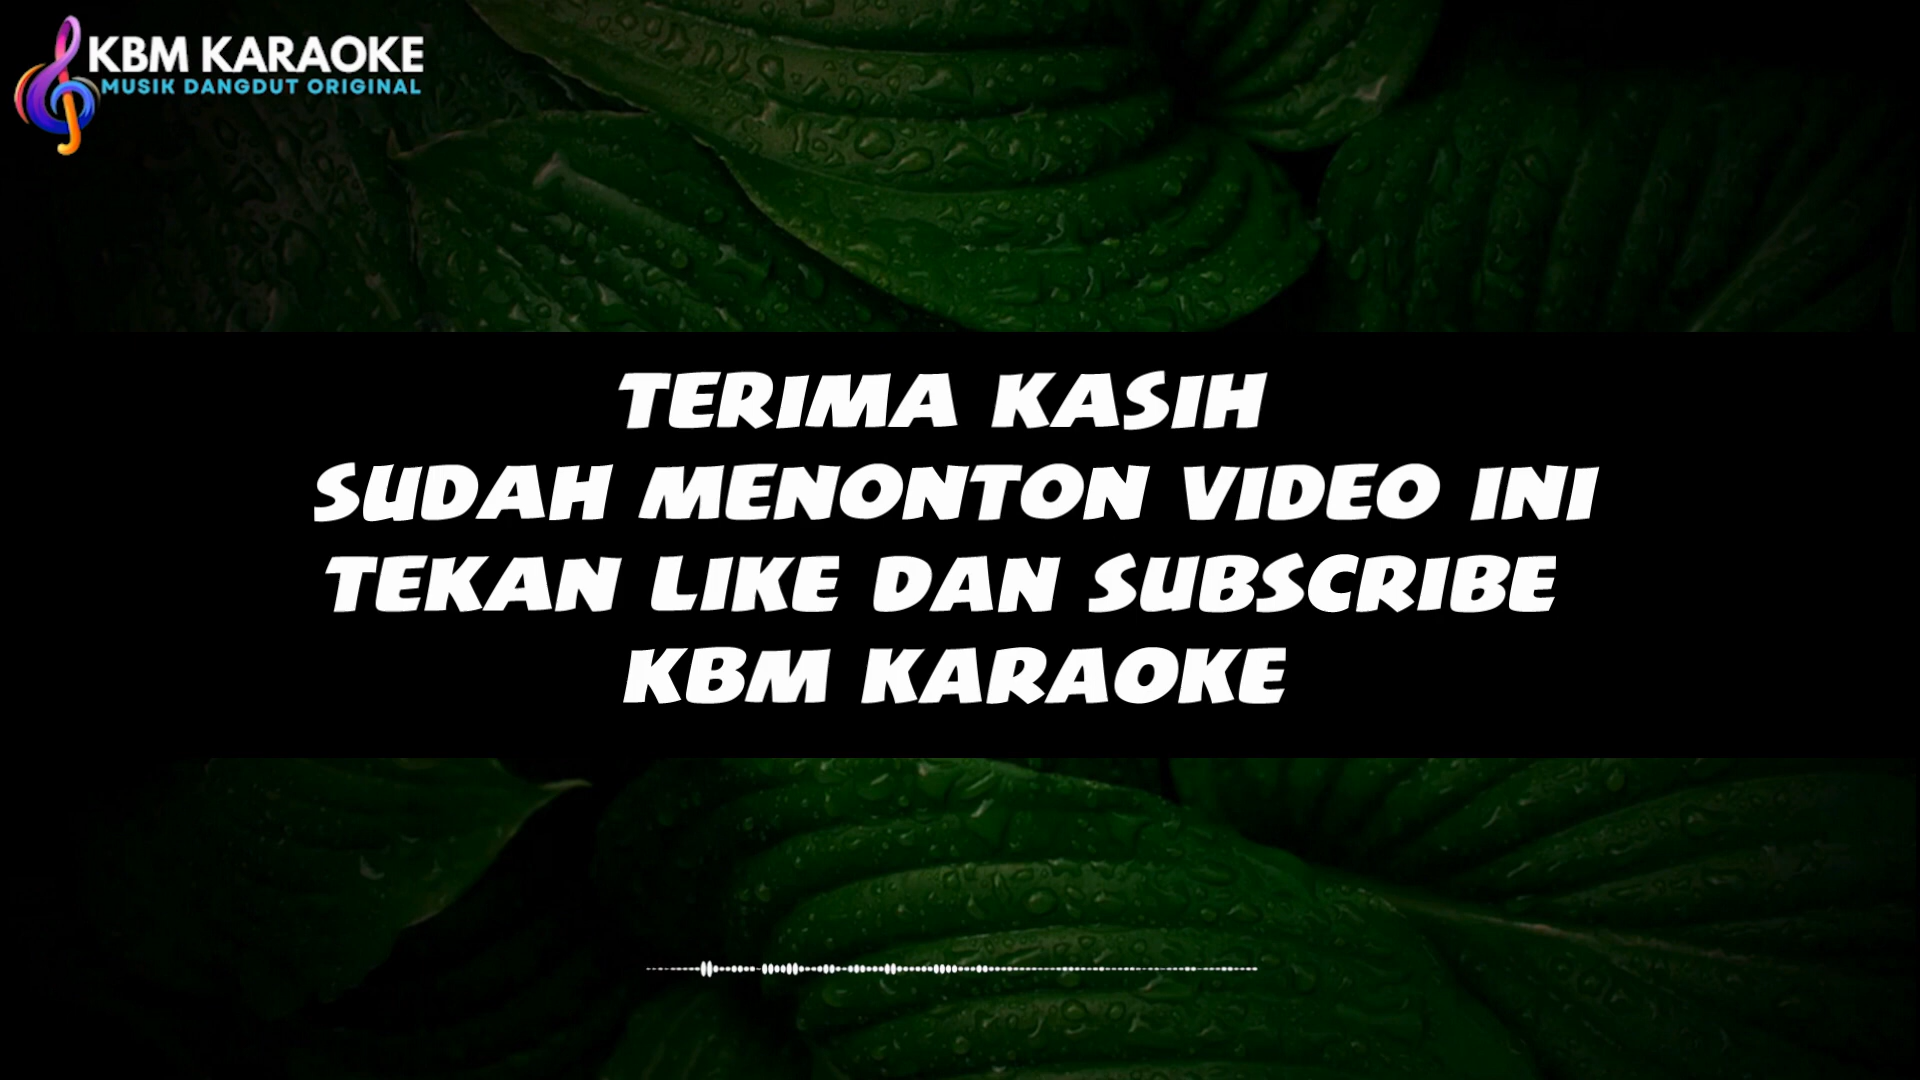 KBM KARAOKE
MUSIK DANGDUT ORIGINAL
TERIMA KASIH
SUDAH MENONTON VIDEO INI
TEKAN LIKE DAN SUBSCRIBE
KBM KARAOKE